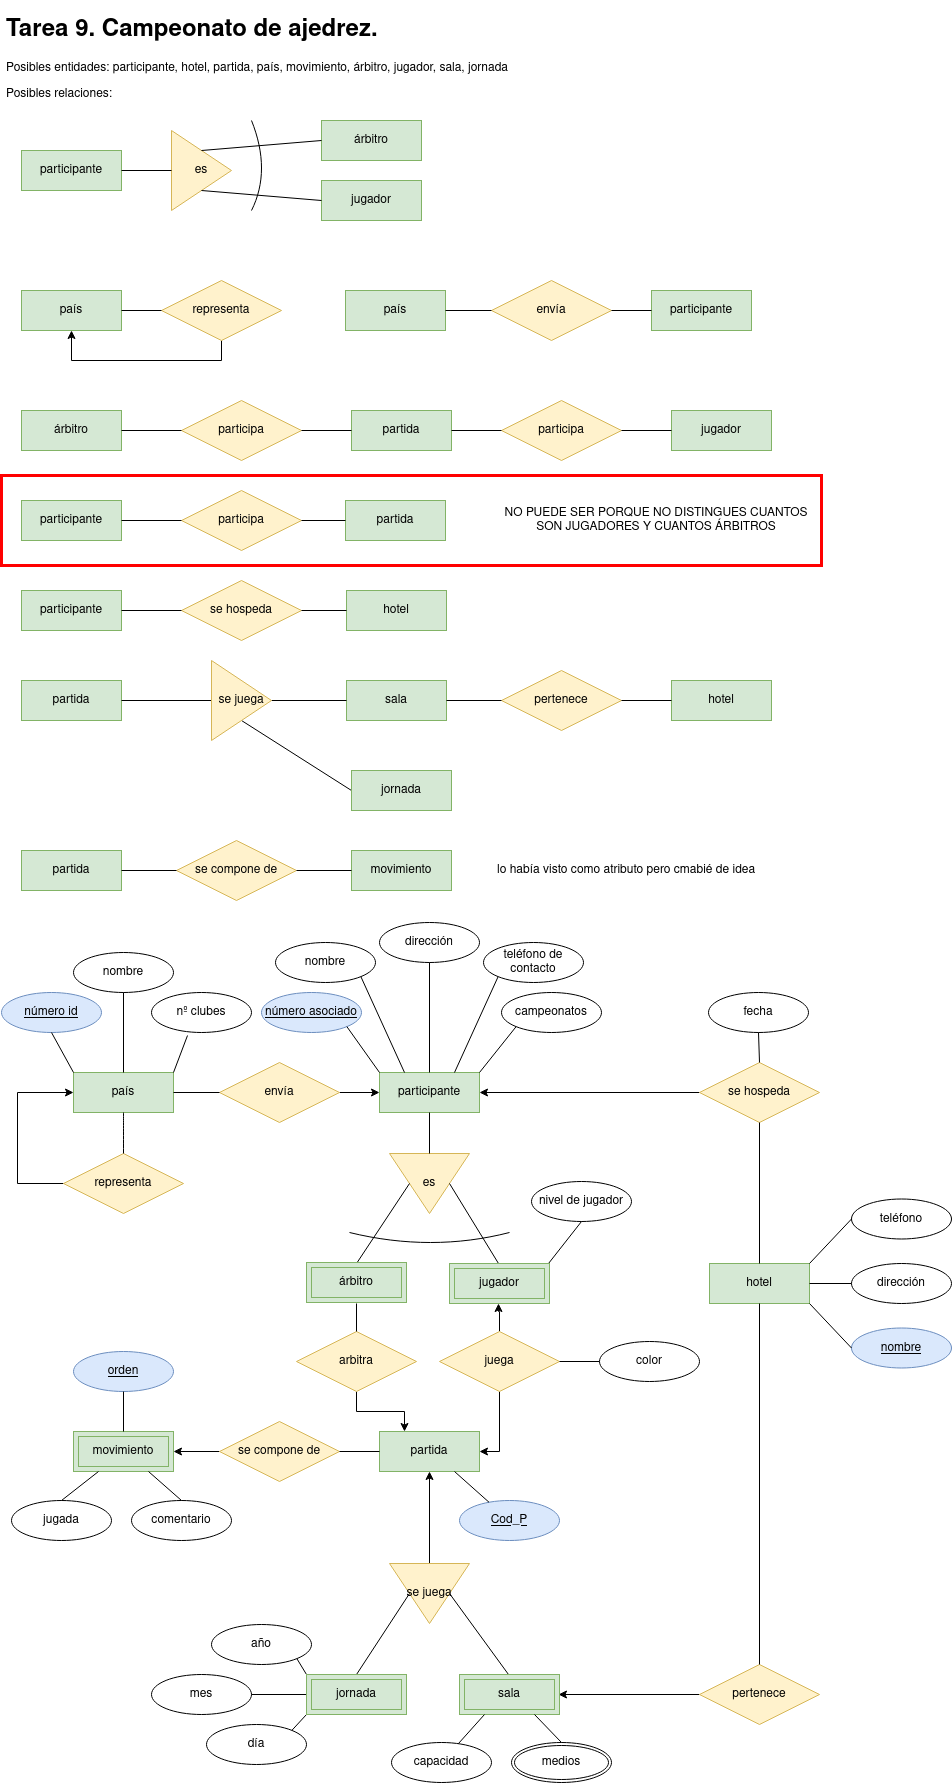 Tarea 9. Campeonato de ajedrez.
Posibles entidades: participante, hotel, partida, país, movimiento, árbitro, jugador, sala, jornada
Posibles relaciones:
participante
es
árbitro
jugador
país
representa
país
envía
participante
árbitro
participa
partida
participa
jugador
participante
participa
partida
NO PUEDE SER PORQUE NO DISTINGUES CUANTOS
SON JUGADORES Y CUANTOS ÁRBITROS
participante
se hospeda
hotel
partida
se juega
sala
pertenece
hotel
jornada
partida
se compone de
movimiento
lo había visto como atributo pero cmabié de idea
dirección
nombre
nombre
teléfono de
contacto
número id
nº clubes
número asociado
campeonatos
fecha
país
envía
participante
se hospeda
representa
es
nivel de jugador
teléfono
árbitro
jugador
hotel
dirección
nombre
arbitra
juega
color
orden
movimiento
se compone de
partida
jugada
comentario
Cod_P
se juega
año
mes
jornada
sala
pertenece
día
capacidad
medios